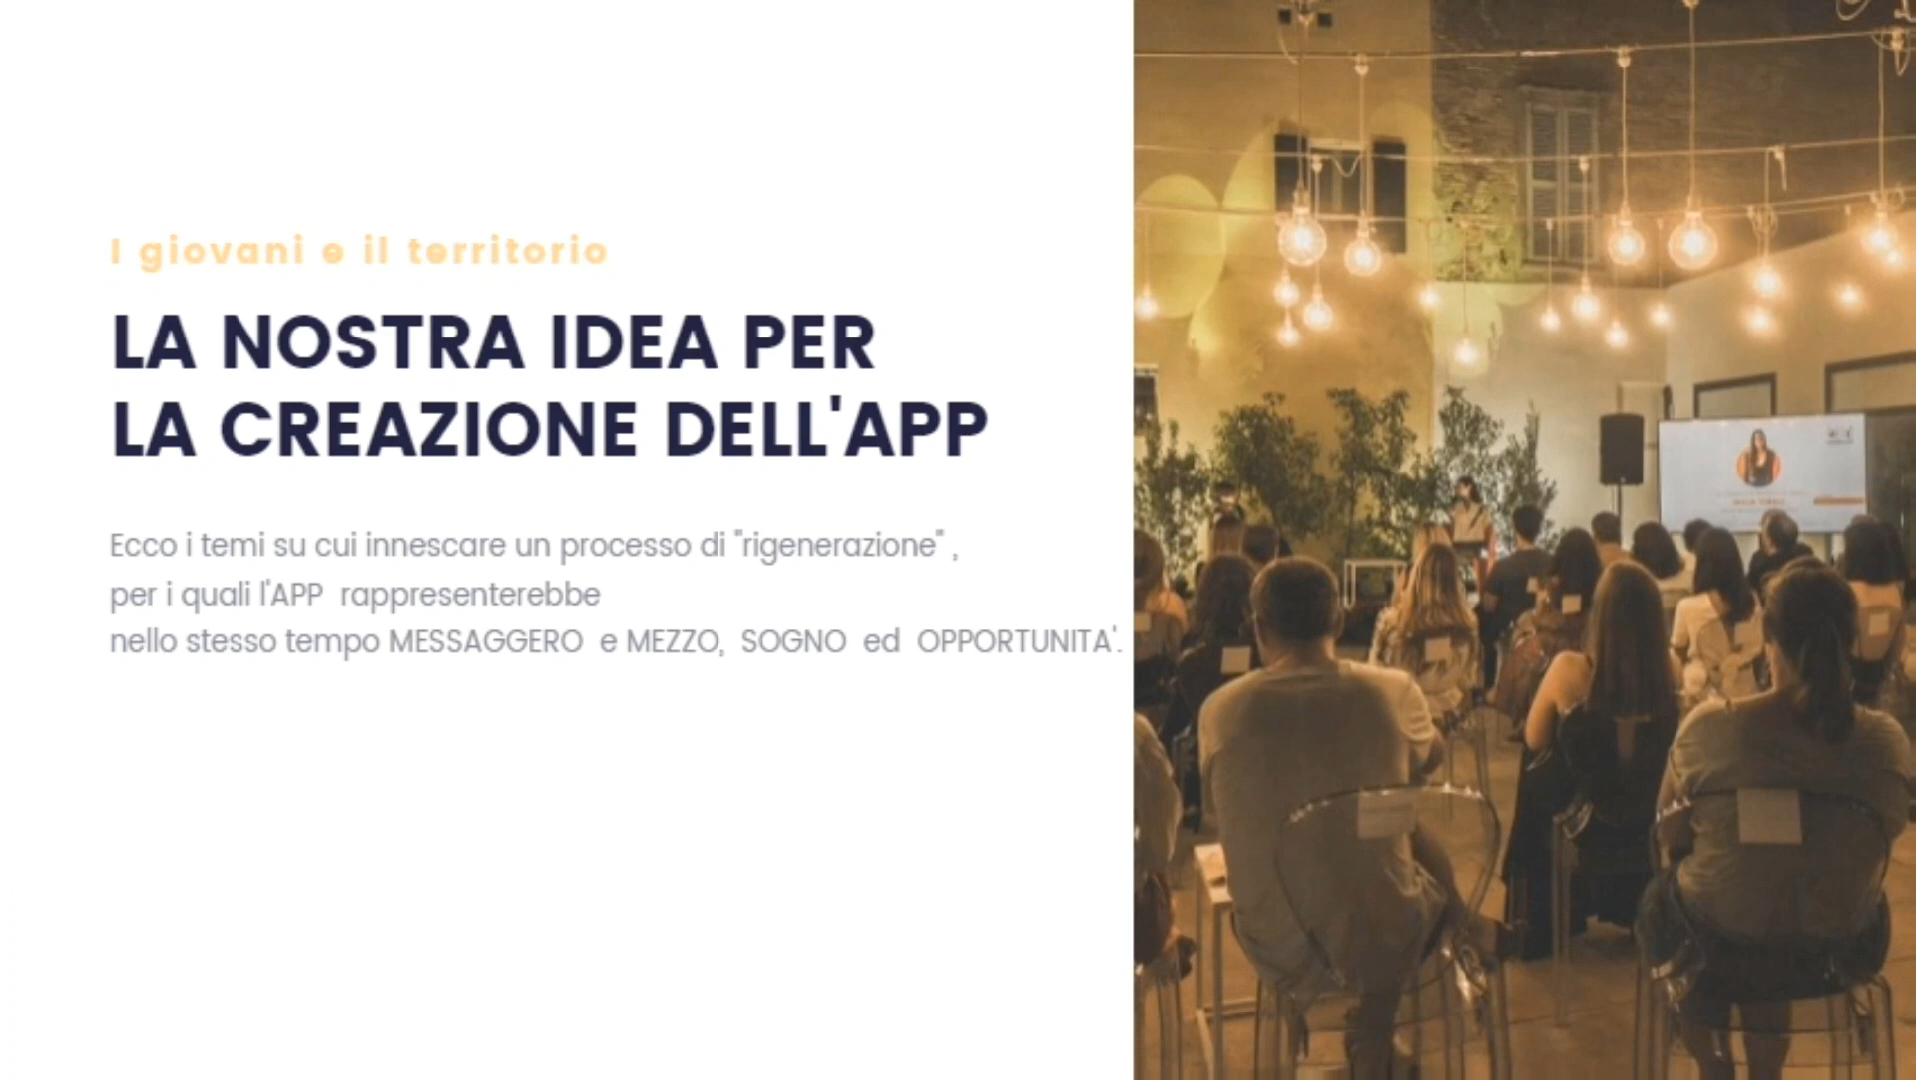 I giovani e il territorio
LA NOSTRA IDEA PER
LA CREAZIONE DELL'APP
Ecco i temi su cui innescare un processo di "rigenerazione" ,
per i quali l'APP rappresenterebbe
nello stesso tempo MESSAGGERO e MEZZO, SOGNO ed OPPORTUNITA'.